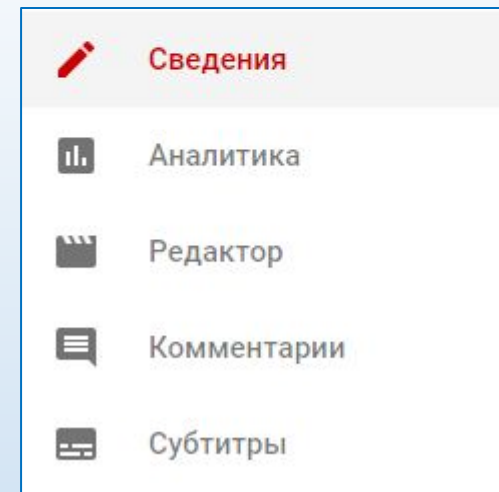 Сведения
Аналитика
Редактор
Комментарии
Субтитры